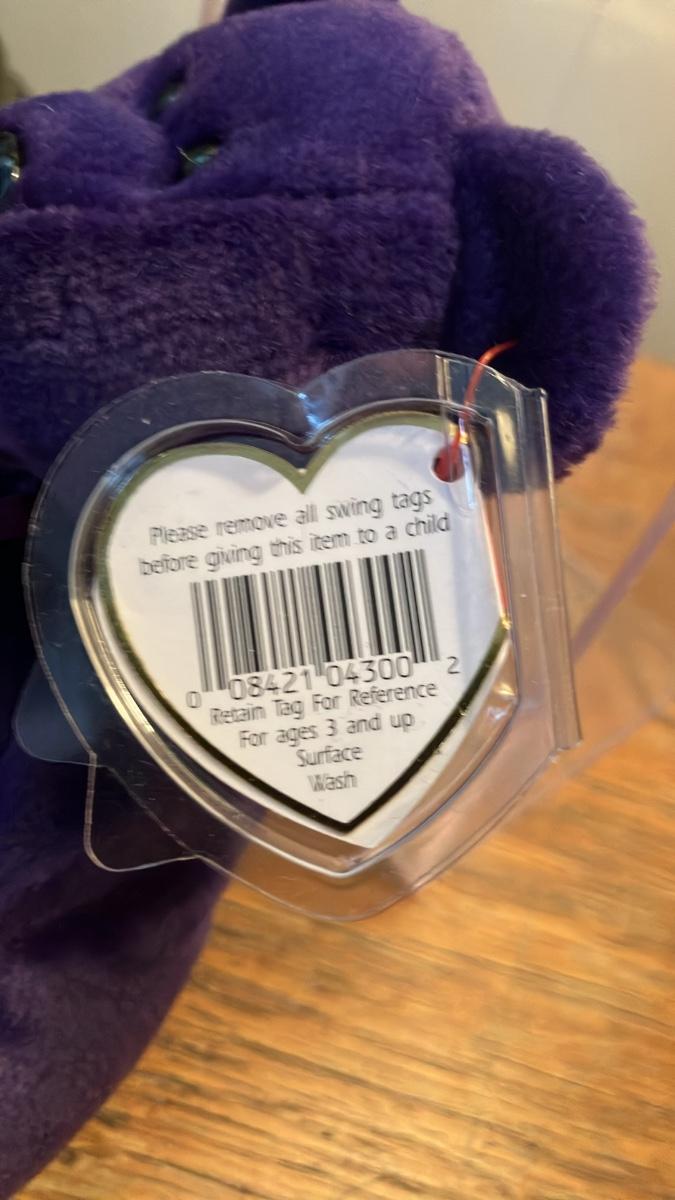 Please remove all swing tags
before giving this item to a child
0 08421 04300 2
Retain Tag For Reference
For ages 3 and up
Surface
Wash